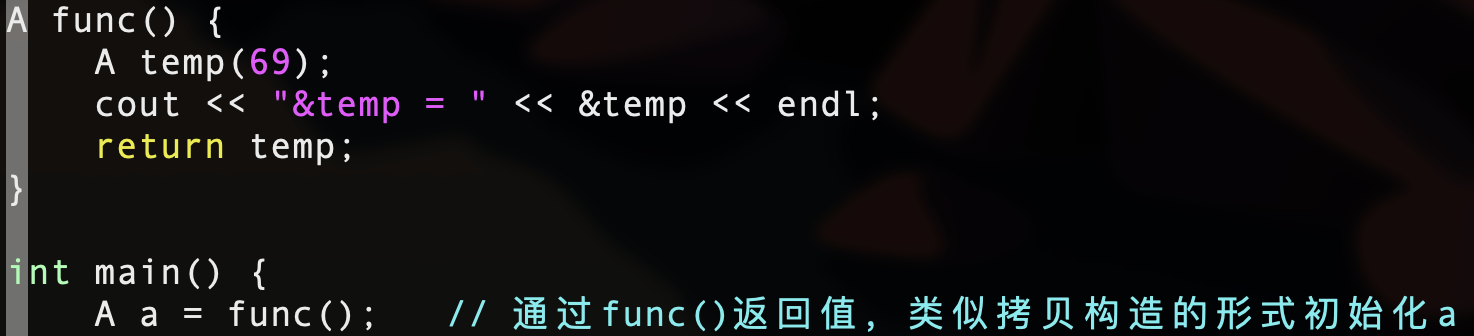 A func() {
    A temp(69);
    cout << "&temp = " << &temp << endl;
    return temp;
}
int main() {
    A a = func();   // 通过func()返回值, 类似拷贝构造的形式初始化a